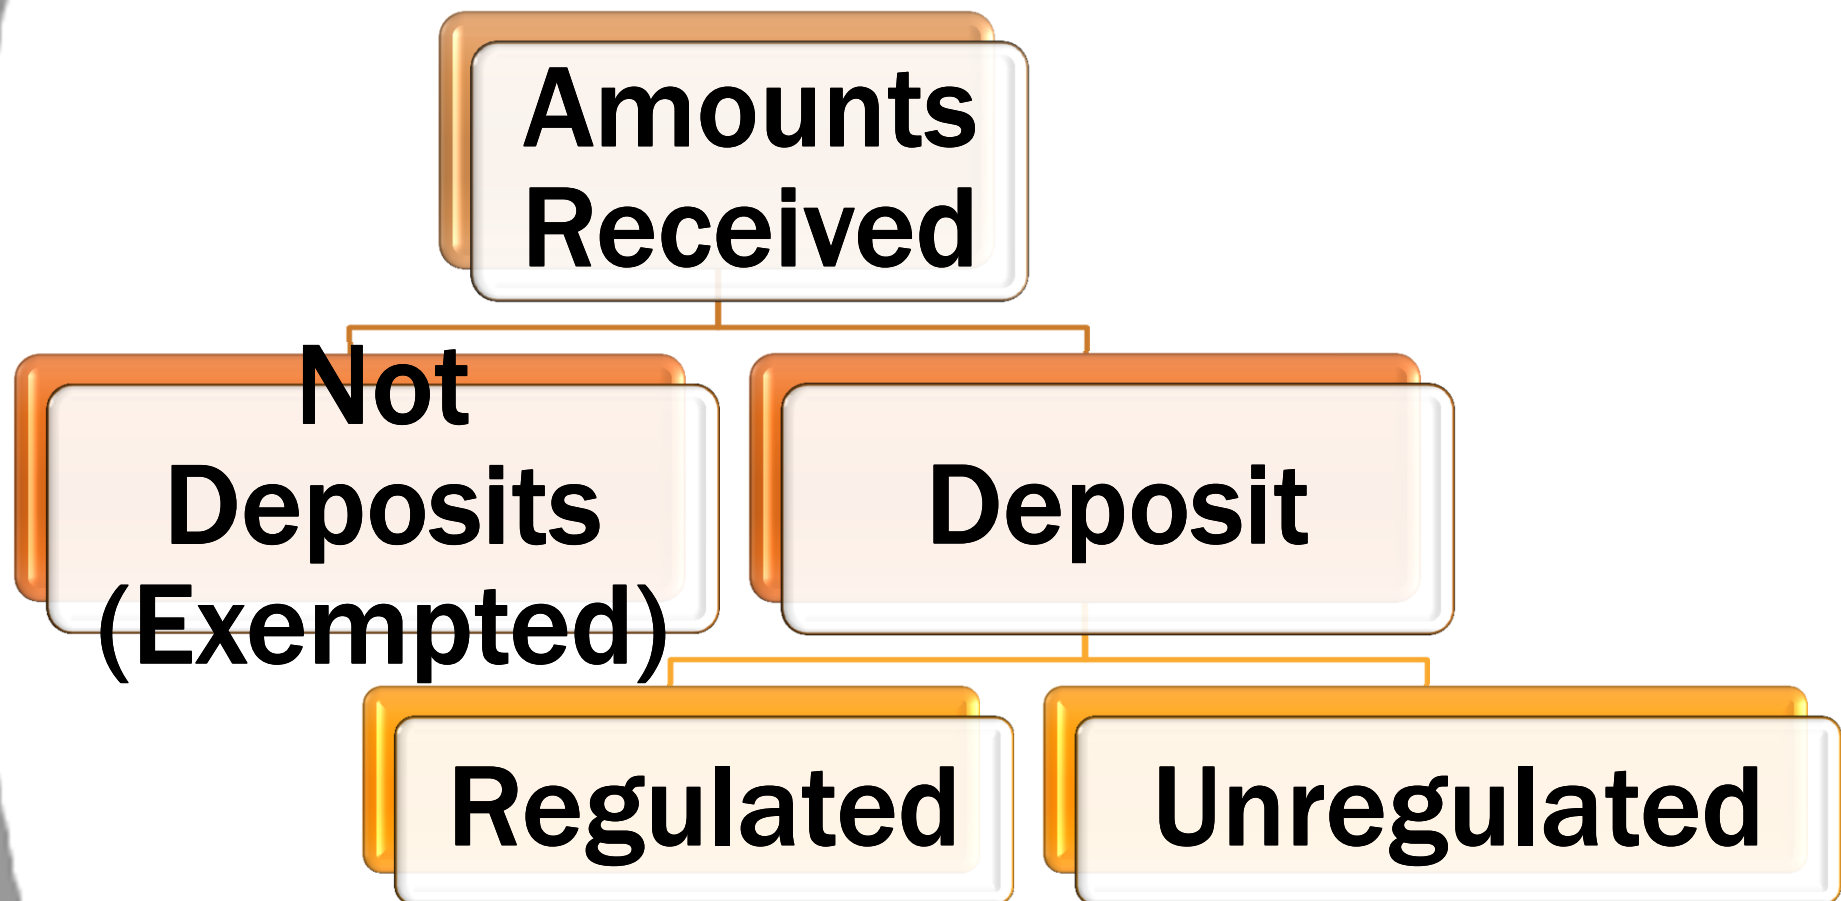 Amounts
Received
Not
Deposits
(Exempted)
Deposit
Regulated
Unregulated